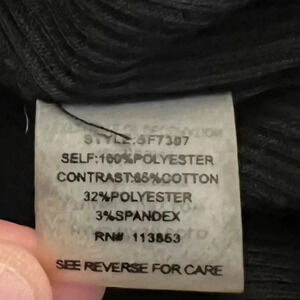 STYLE:SF7307
SELF:100%POLYESTER
CONTRAST:65%COTTON
32%POLYESTER
3%SPANDEX
RN# 113853
SEE REVERSE FOR CARE